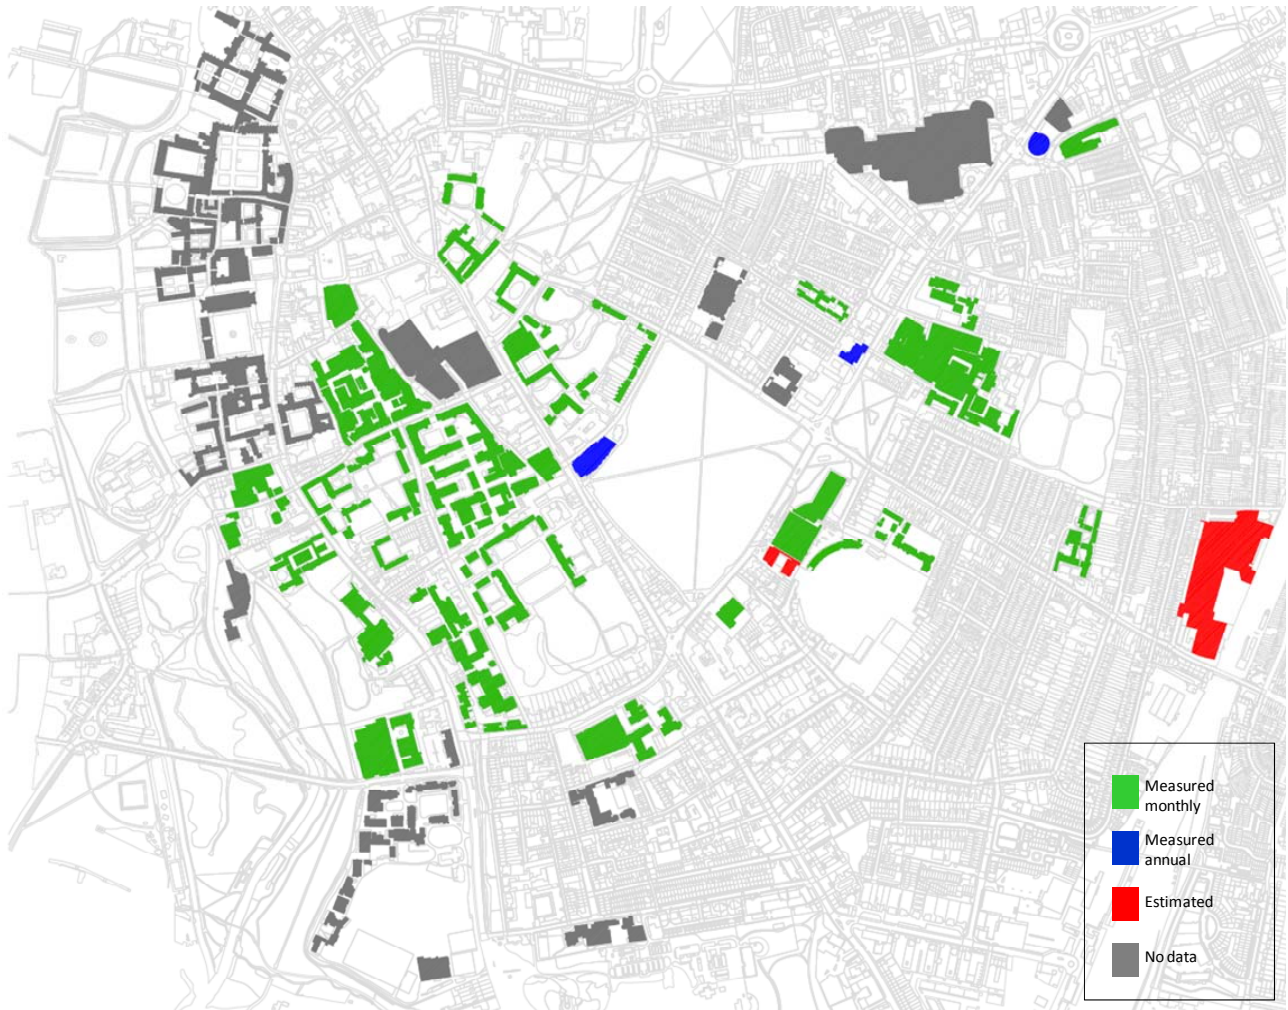 Measured
monthly
Measured
annual
Estimated
No data